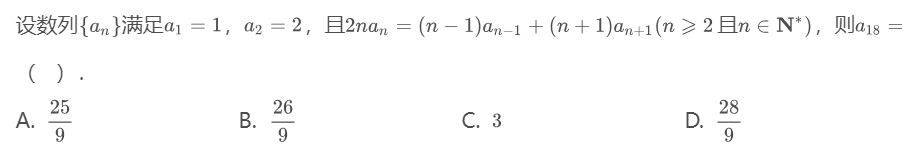 设数列{aₙ}满足a₁ = 1，a₂ = 2，且2naₙ = (n − 1)aₙ₋₁ + (n + 1)aₙ₊₁(n ⩾ 2 且n ∈ N*)，则a₁₈ =
（ ）．
A. 25/9 B. 26/9 C. 3 D. 28/9